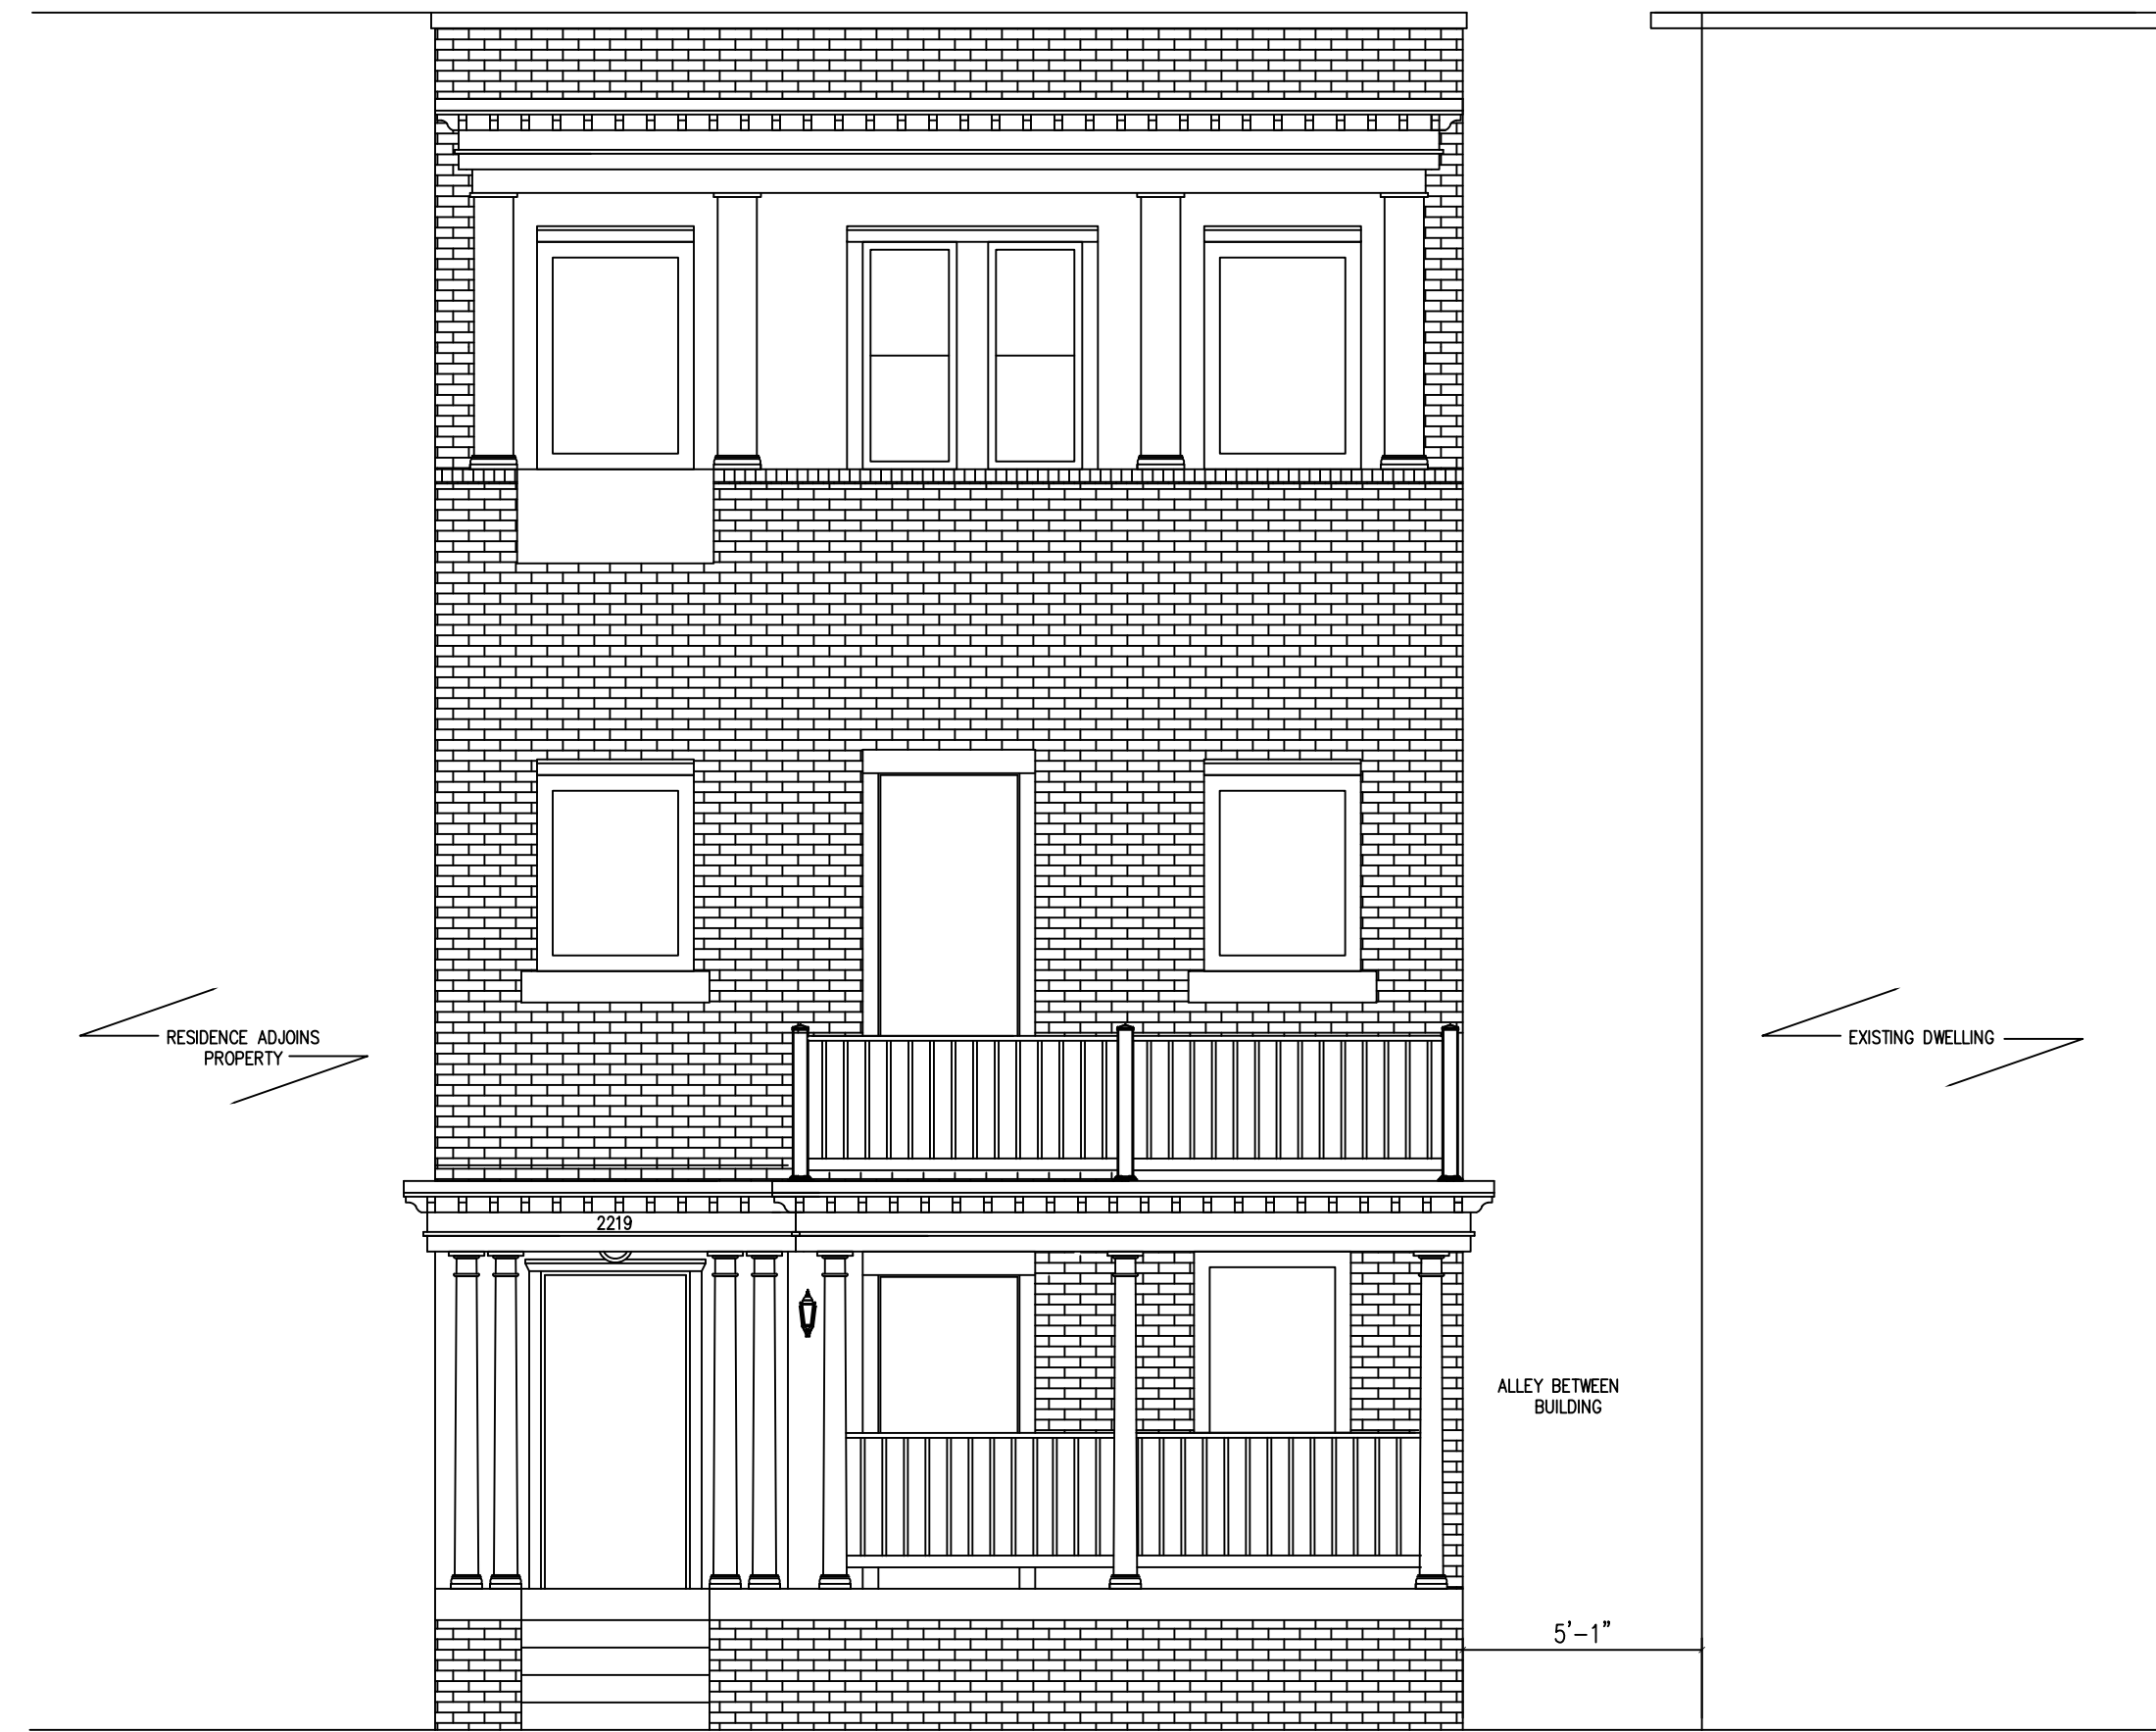 RESIDENCE ADJOINS
PROPERTY
EXISTING DWELLING
2219
ALLEY BETWEEN
BUILDING
5'-1"